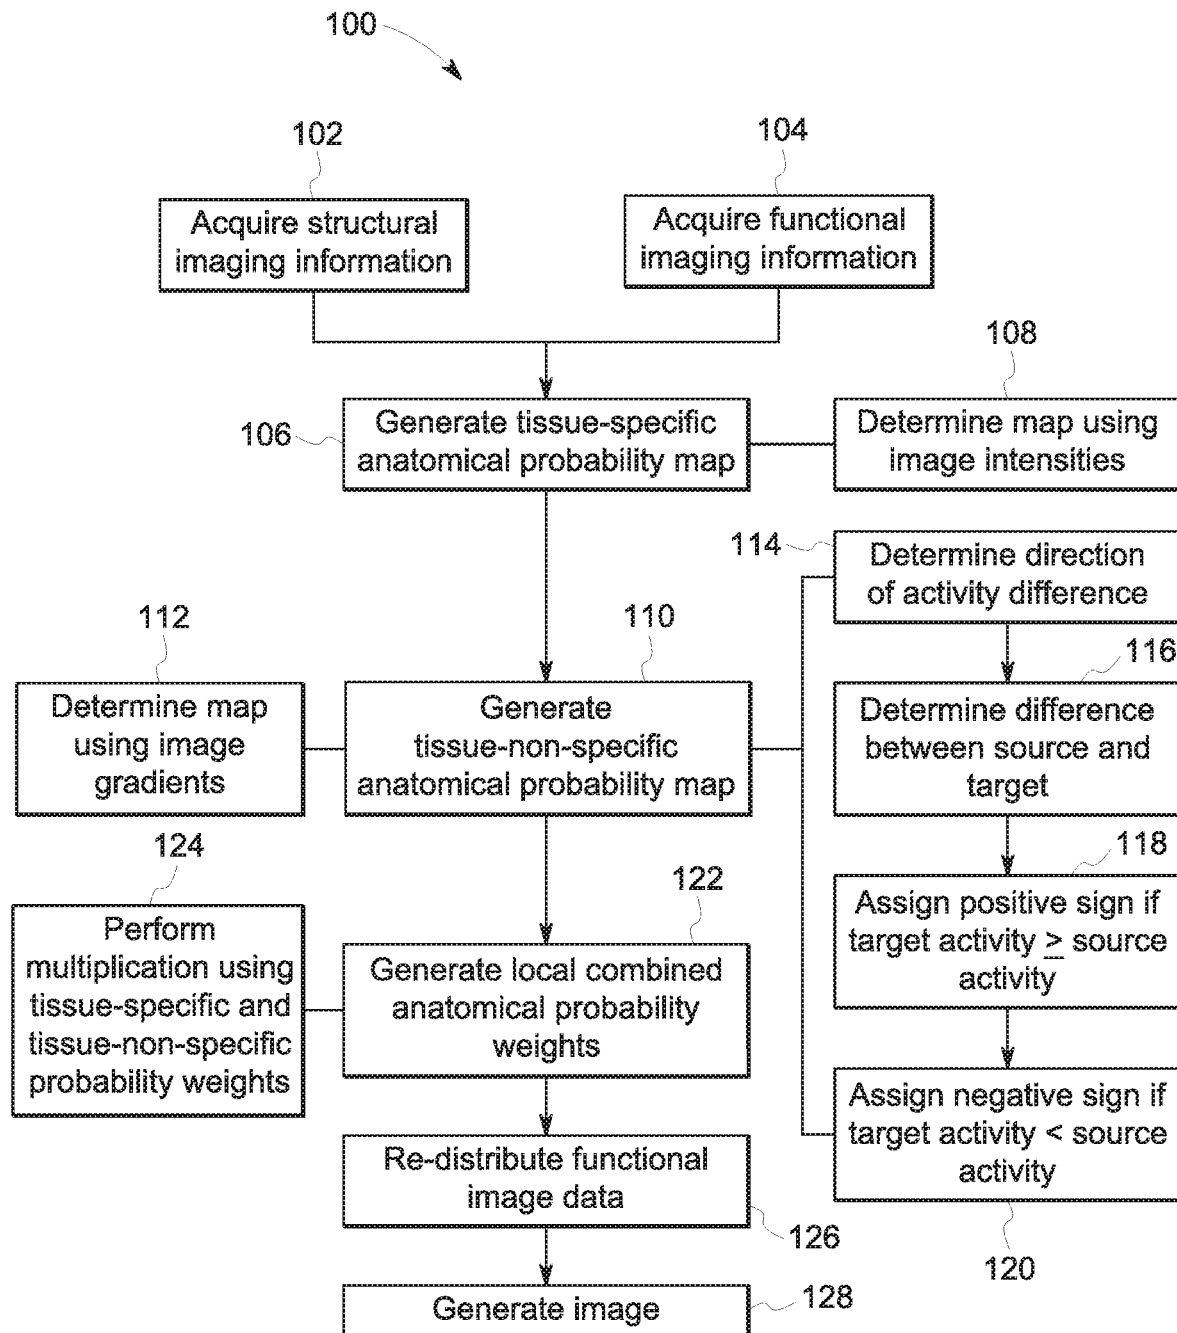 100
102
104
Acquire structural
imaging information
Acquire functional
imaging information
108
106
Generate tissue-specific
anatomical probability map
Determine map using
image intensities
114
Determine direction
of activity difference
112
110
116
Determine map
using image
gradients
Generate
tissue-non-specific
anatomical probability map
Determine difference
between source and
target
124
122
118
Perform
multiplication using
tissue-specific and
tissue-non-specific
probability weights
Generate local combined
anatomical probability
weights
Assign positive sign if
target activity ≥ source
activity
Assign negative sign if
target activity < source
activity
Re-distribute functional
image data
126
120
Generate image
128